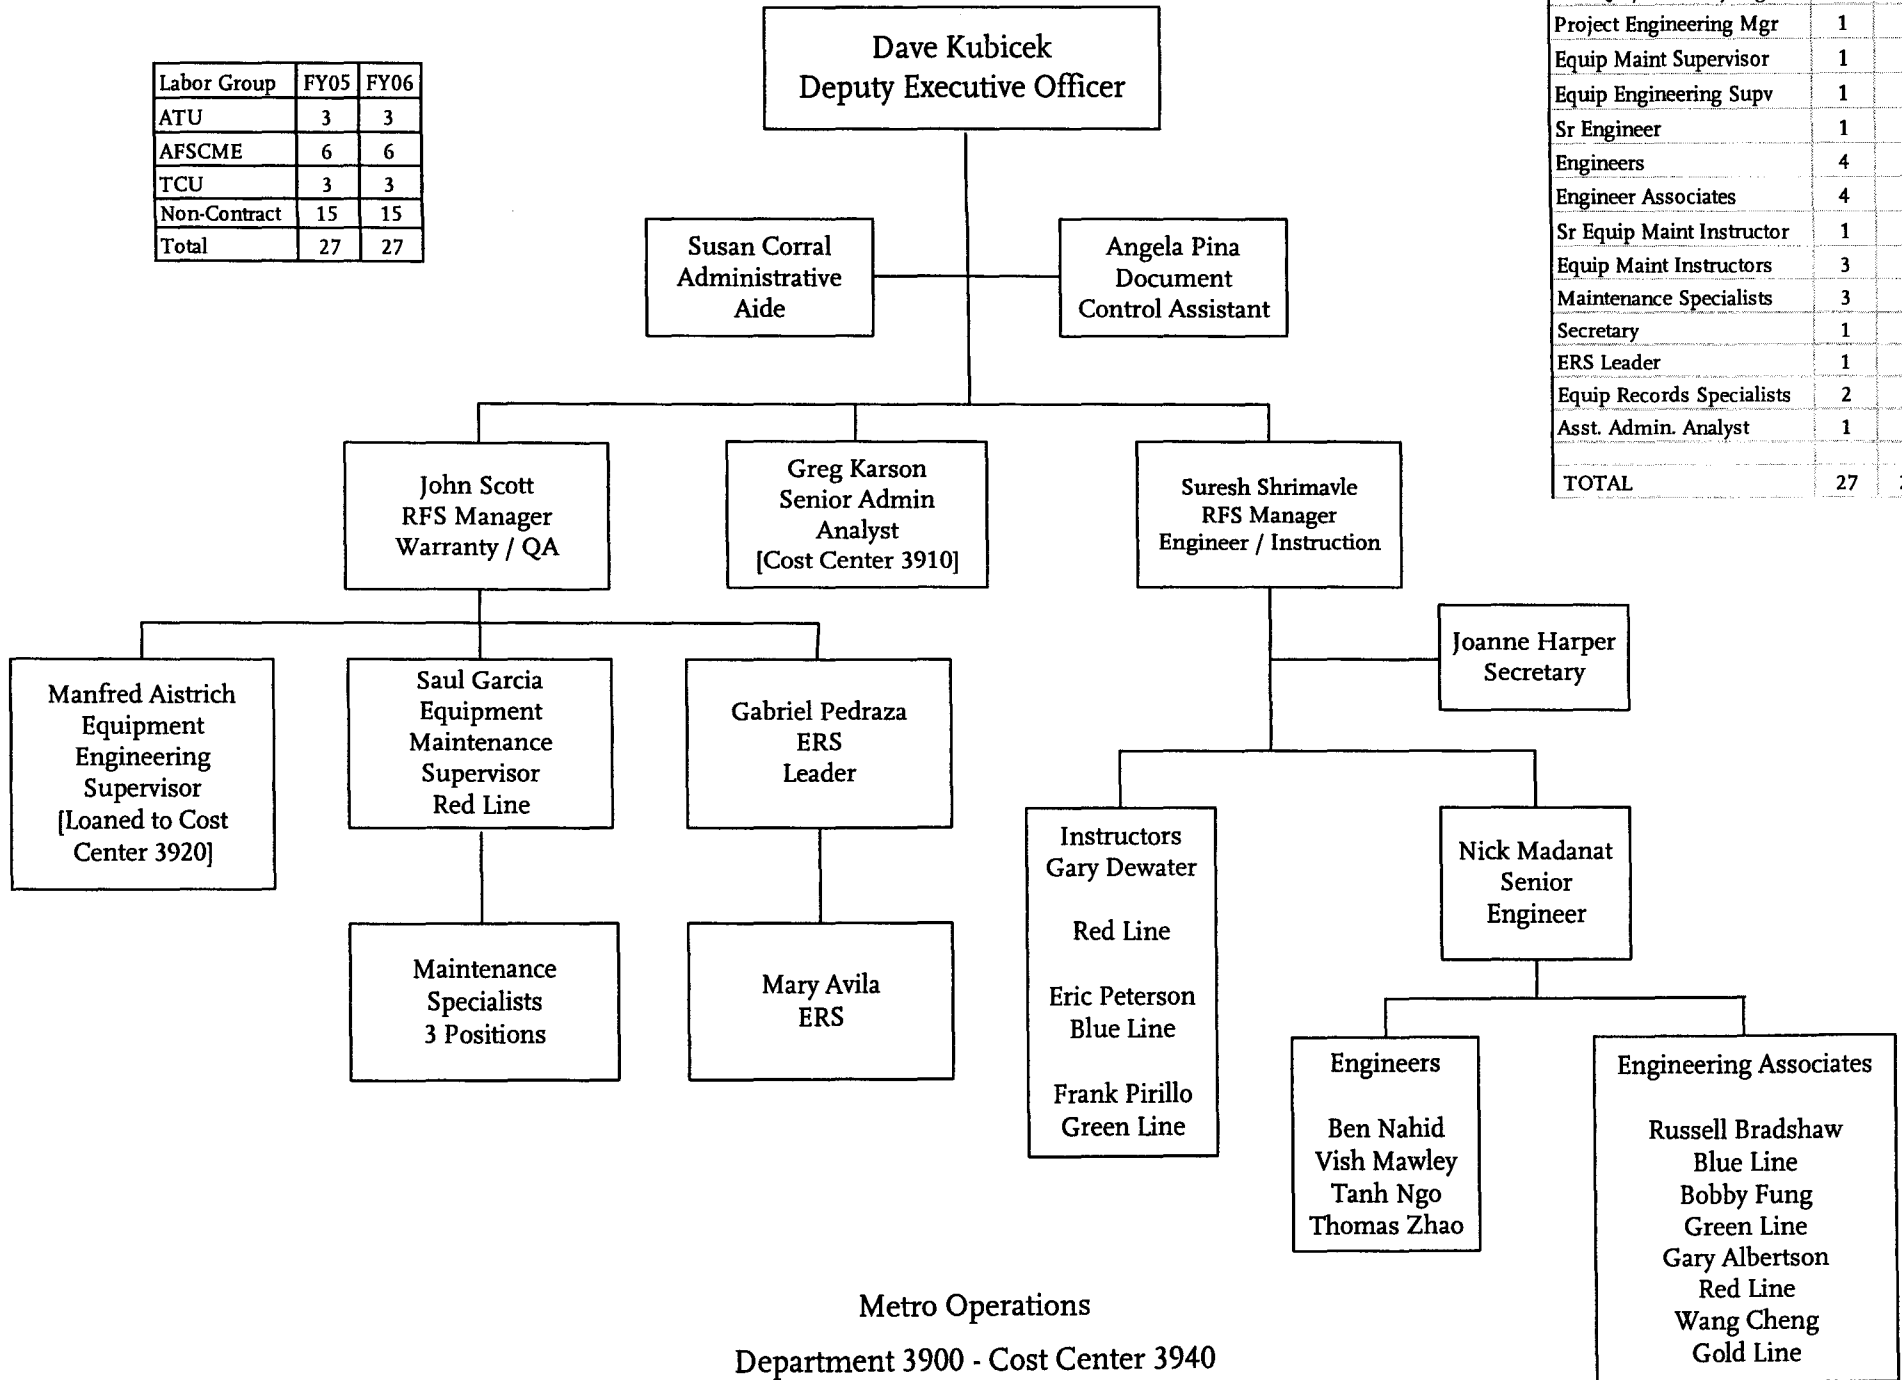 Dave Kubicek
Deputy Executive Officer
Labor Group FY05 FY06
ATU 3 3
AFSCME 6 6
TCU 3 3
Non-Contract 15 15
Total 27 27
Project Engineering Mgr 1
Equip Maint Supervisor 1
Equip Engineering Supv 1
Sr Engineer 1
Engineers 4
Engineer Associates 4
Sr Equip Maint Instructor 1
Equip Maint Instructors 3
Maintenance Specialists 3
Secretary 1
ERS Leader 1
Equip Records Specialists 2
Asst. Admin. Analyst 1
TOTAL 27
Susan Corral
Administrative
Aide
Angela Pina
Document
Control Assistant
John Scott
RFS Manager
Warranty / QA
Greg Karson
Senior Admin
Analyst
[Cost Center 3910]
Suresh Shrimavle
RFS Manager
Engineer / Instruction
Joanne Harper
Secretary
Manfred Aistrich
Equipment
Engineering
Supervisor
[Loaned to Cost
Center 3920]
Saul Garcia
Equipment
Maintenance
Supervisor
Red Line
Gabriel Pedraza
ERS
Leader
Maintenance
Specialists
3 Positions
Mary Avila
ERS
Instructors
Gary Dewater
Red Line
Eric Peterson
Blue Line
Frank Pirillo
Green Line
Nick Madanat
Senior
Engineer
Engineers
Ben Nahid
Vish Mawley
Tanh Ngo
Thomas Zhao
Engineering Associates
Russell Bradshaw
Blue Line
Bobby Fung
Green Line
Gary Albertson
Red Line
Wang Cheng
Gold Line
Metro Operations
Department 3900 - Cost Center 3940